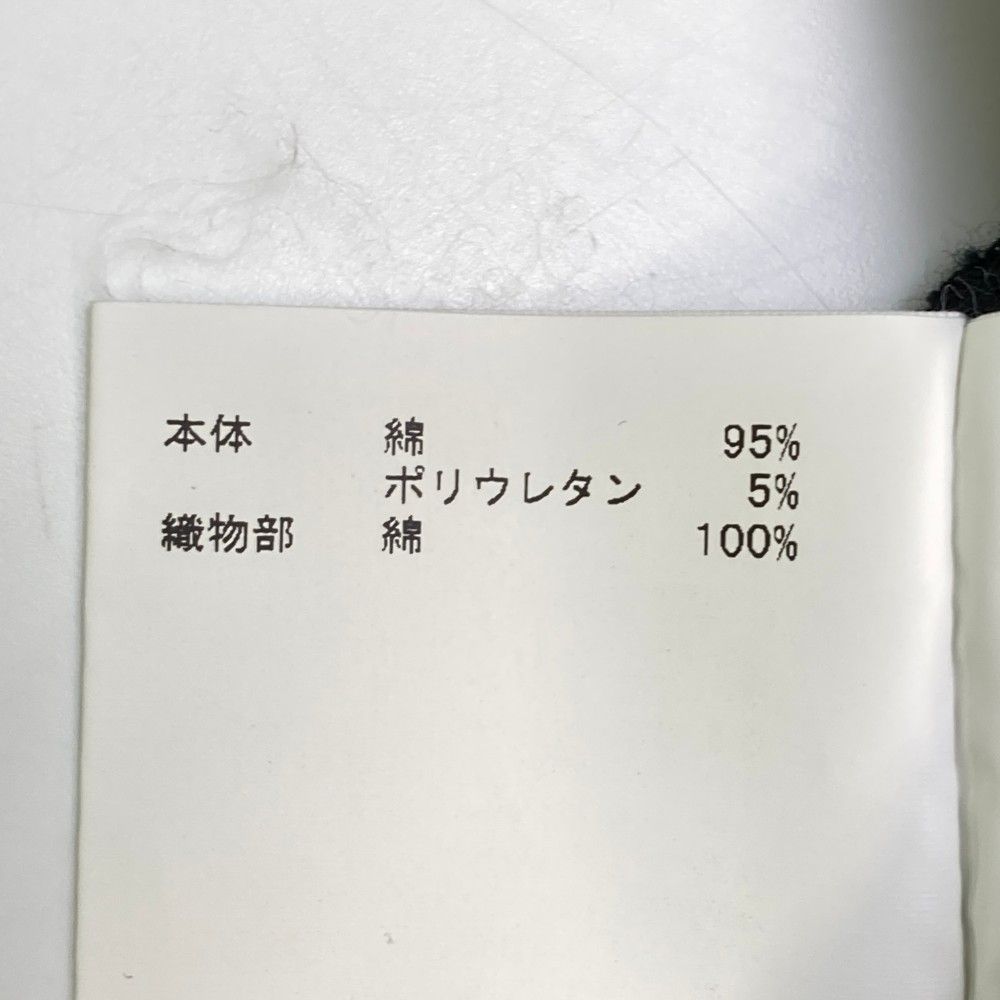 本体 綿 95%
ポリウレタン 5%
織物部 綿 100%